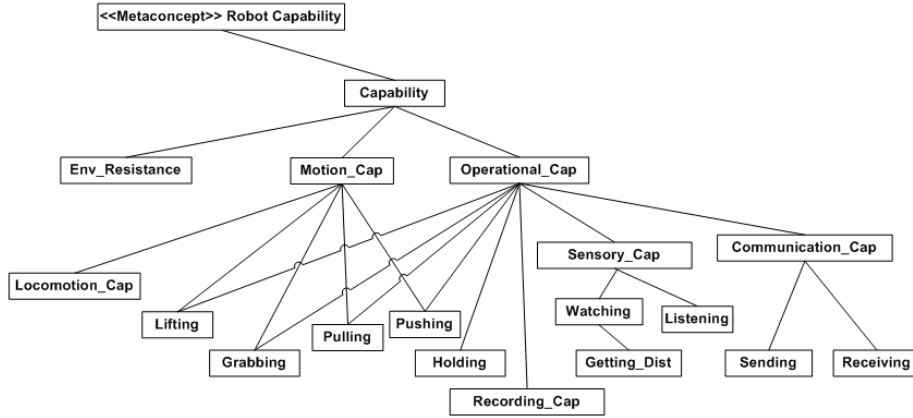 <<Metaconcept>> Robot Capability
Capability
Env_Resistance
Motion_Cap
Operational_Cap
Locomotion_Cap
Sensory_Cap
Communication_Cap
Lifting
Grabbing
Pulling
Pushing
Holding
Watching
Listening
Recording_Cap
Getting_Dist
Sending
Receiving